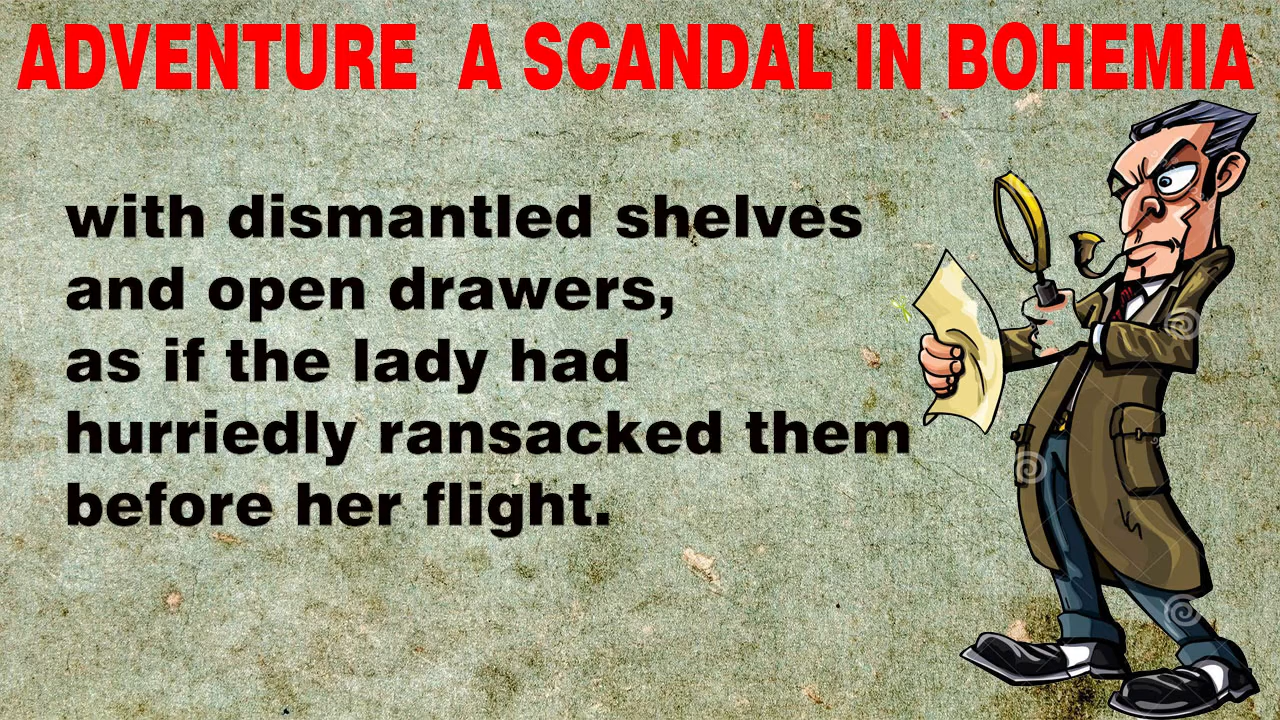 ADVENTURE A SCANDAL IN BOHEMIA
with dismantled shelves
and open drawers,
as if the lady had
hurriedly ransacked them
before her flight.